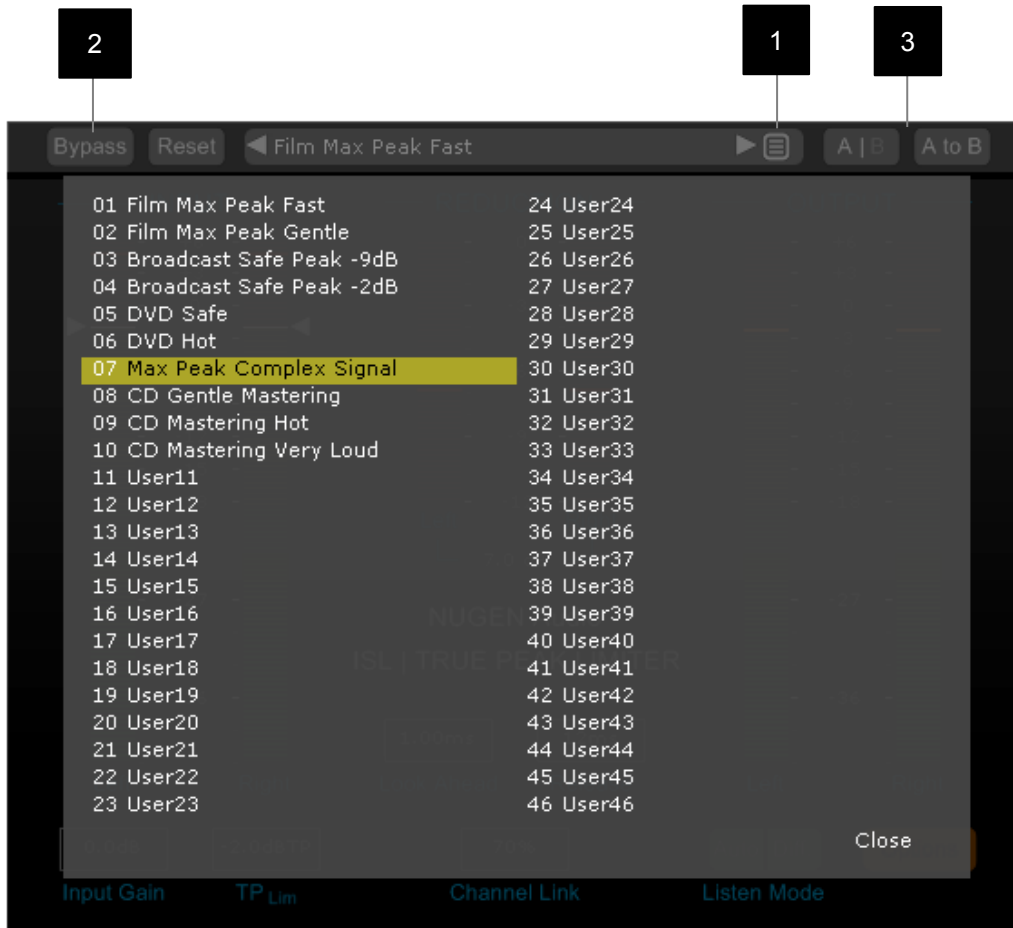 2
1
3
Bypass
Reset
Film Max Peak Fast
A | B
A to B
01 Film Max Peak Fast
02 Film Max Peak Gentle
03 Broadcast Safe Peak -9dB
04 Broadcast Safe Peak -2dB
05 DVD Safe
06 DVD Hot
07 Max Peak Complex Signal
08 CD Gentle Mastering
09 CD Mastering Hot
10 CD Mastering Very Loud
11 User11
12 User12
13 User13
14 User14
15 User15
16 User16
17 User17
18 User18
19 User19
20 User20
21 User21
22 User22
23 User23
24 User24
25 User25
26 User26
27 User27
28 User28
29 User29
30 User30
31 User31
32 User32
33 User33
34 User34
35 User35
36 User36
37 User37
38 User38
39 User39
40 User40
41 User41
42 User42
43 User43
44 User44
45 User45
46 User46
NUGEN
ISL | TRUE
Close
Input Gain
TP Lim
Channel Link
Listen Mode